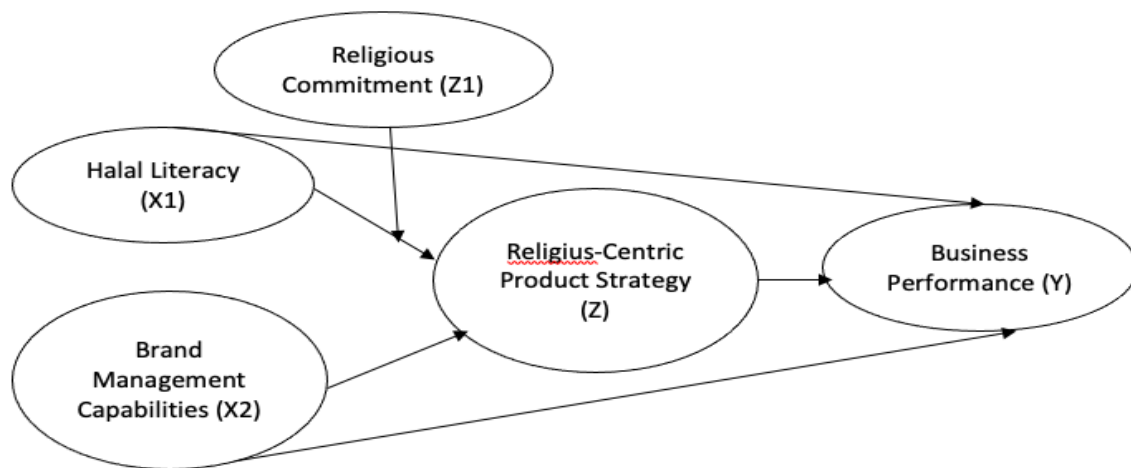 Religious
Commitment (Z1)
Halal Literacy
(X1)
Religius-Centric
Product Strategy
(Z)
Business
Performance (Y)
Brand
Management
Capabilities (X2)